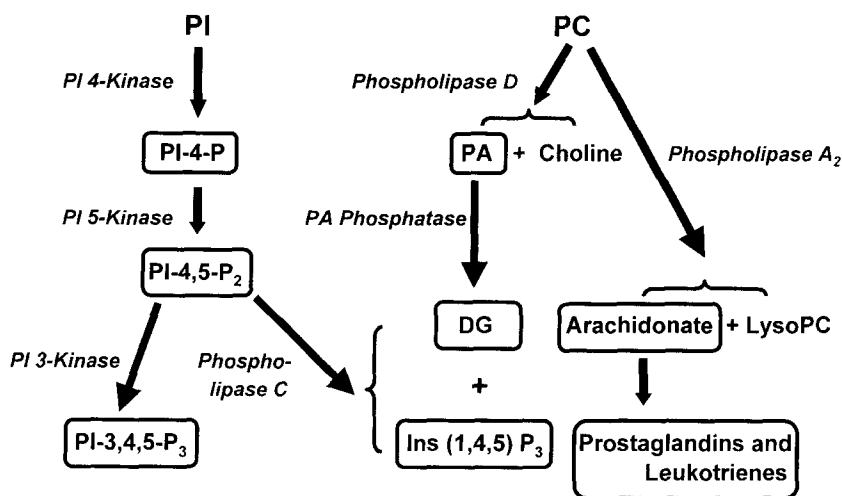 PI
PC
PI 4-Kinase
Phospholipase D
PI-4-P
PA + Choline
Phospholipase A₂
PI 5-Kinase
PA Phosphatase
PI-4,5-P₂
DG
Arachidonate + LysoPC
PI 3-Kinase
Phospho-
lipase C
+
PI-3,4,5-P₃
Ins (1,4,5) P₃
Prostaglandins and
Leukotrienes